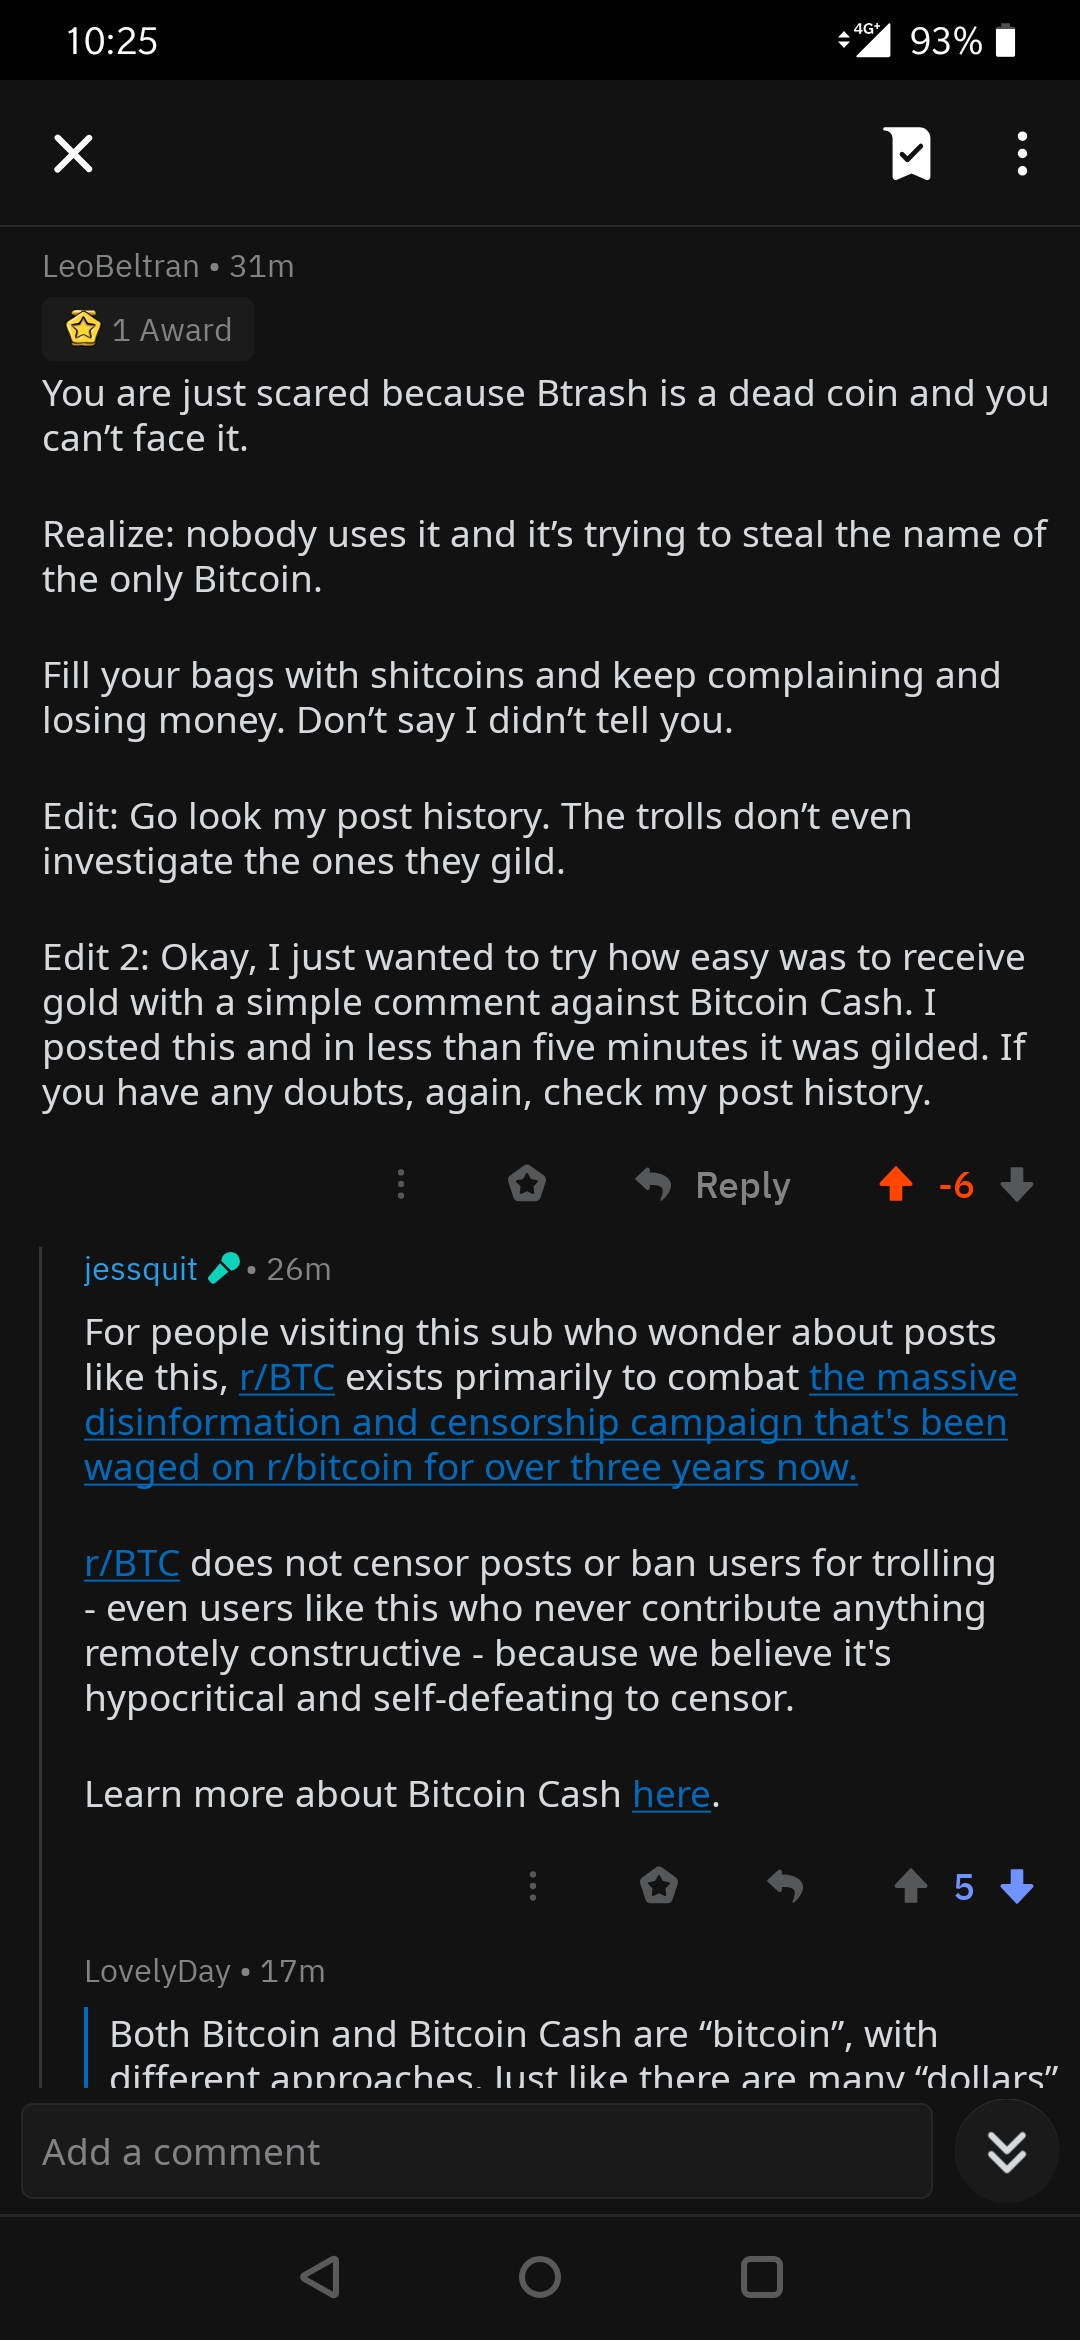 10:25
4G+ 93%
LeoBeltran • 31m
1 Award
You are just scared because Btrash is a dead coin and you
can’t face it.
Realize: nobody uses it and it’s trying to steal the name of
the only Bitcoin.
Fill your bags with shitcoins and keep complaining and
losing money. Don’t say I didn’t tell you.
Edit: Go look my post history. The trolls don’t even
investigate the ones they gild.
Edit 2: Okay, I just wanted to try how easy was to receive
gold with a simple comment against Bitcoin Cash. I
posted this and in less than five minutes it was gilded. If
you have any doubts, again, check my post history.
Reply -6
jessquit • 26m
For people visiting this sub who wonder about posts
like this, r/BTC exists primarily to combat the massive
disinformation and censorship campaign that's been
waged on r/bitcoin for over three years now.
r/BTC does not censor posts or ban users for trolling
- even users like this who never contribute anything
remotely constructive - because we believe it's
hypocritical and self-defeating to censor.
Learn more about Bitcoin Cash here.
5
LovelyDay • 17m
Both Bitcoin and Bitcoin Cash are “bitcoin”, with
different approaches. Just like there are many “dollars”
Add a comment